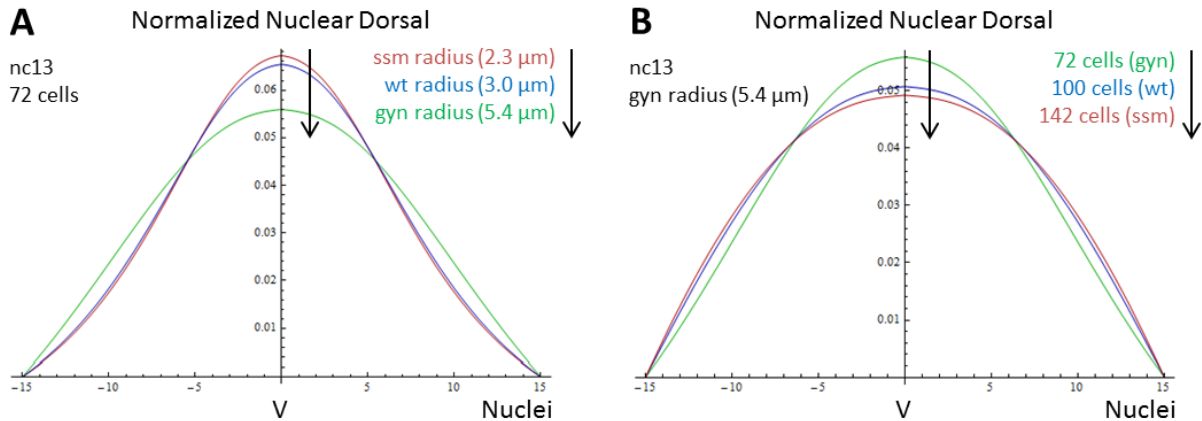 A
Normalized Nuclear Dorsal
nc13
72 cells
ssm radius (2.3 µm)
wt radius (3.0 µm)
gyn radius (5.4 µm)
0.06
0.05
0.04
0.03
0.02
0.01
−15 −10 −5 5 10 15
V Nuclei
B
Normalized Nuclear Dorsal
nc13
gyn radius (5.4 µm)
72 cells (gyn)
100 cells (wt)
142 cells (ssm)
0.05
0.04
0.03
0.02
0.01
−15 −10 −5 5 10 15
V Nuclei